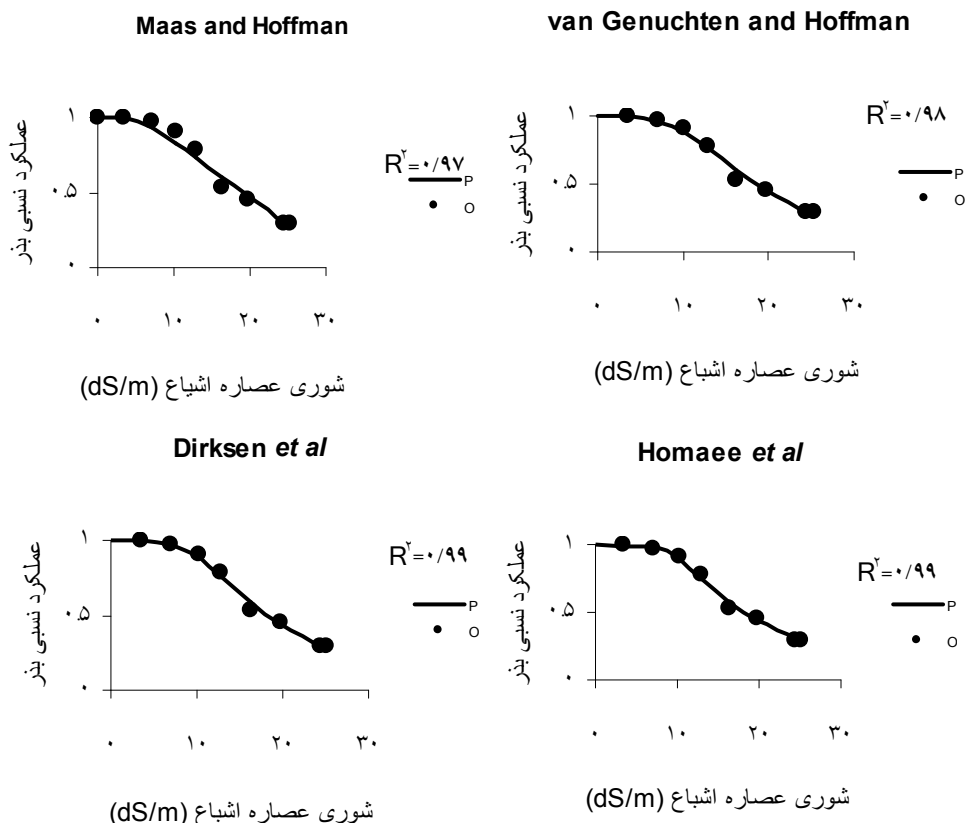 Maas and Hoffman
عملکرد نسبی بذر
۱
۰.۵
۰
۰ ۱۰ ۲۰ ۳۰
R۲=۰/۹۷
P
O
شوری عصاره اشباع (dS/m)
van Genuchten and Hoffman
عملکرد نسبی بذر
۱
۰.۵
۰
۰ ۱۰ ۲۰ ۳۰
R۲=۰/۹۸
P
O
شوری عصاره اشباع (dS/m)
Dirksen et al
عملکرد نسبی بذر
۱
۰.۵
۰
۰ ۱۰ ۲۰ ۳۰
R۲=۰/۹۹
P
O
شوری عصاره اشباع (dS/m)
Homaee et al
عملکرد نسبی بذر
۱
۰.۵
۰
۰ ۱۰ ۲۰ ۳۰
R۲=۰/۹۹
P
O
شوری عصاره اشباع (dS/m)